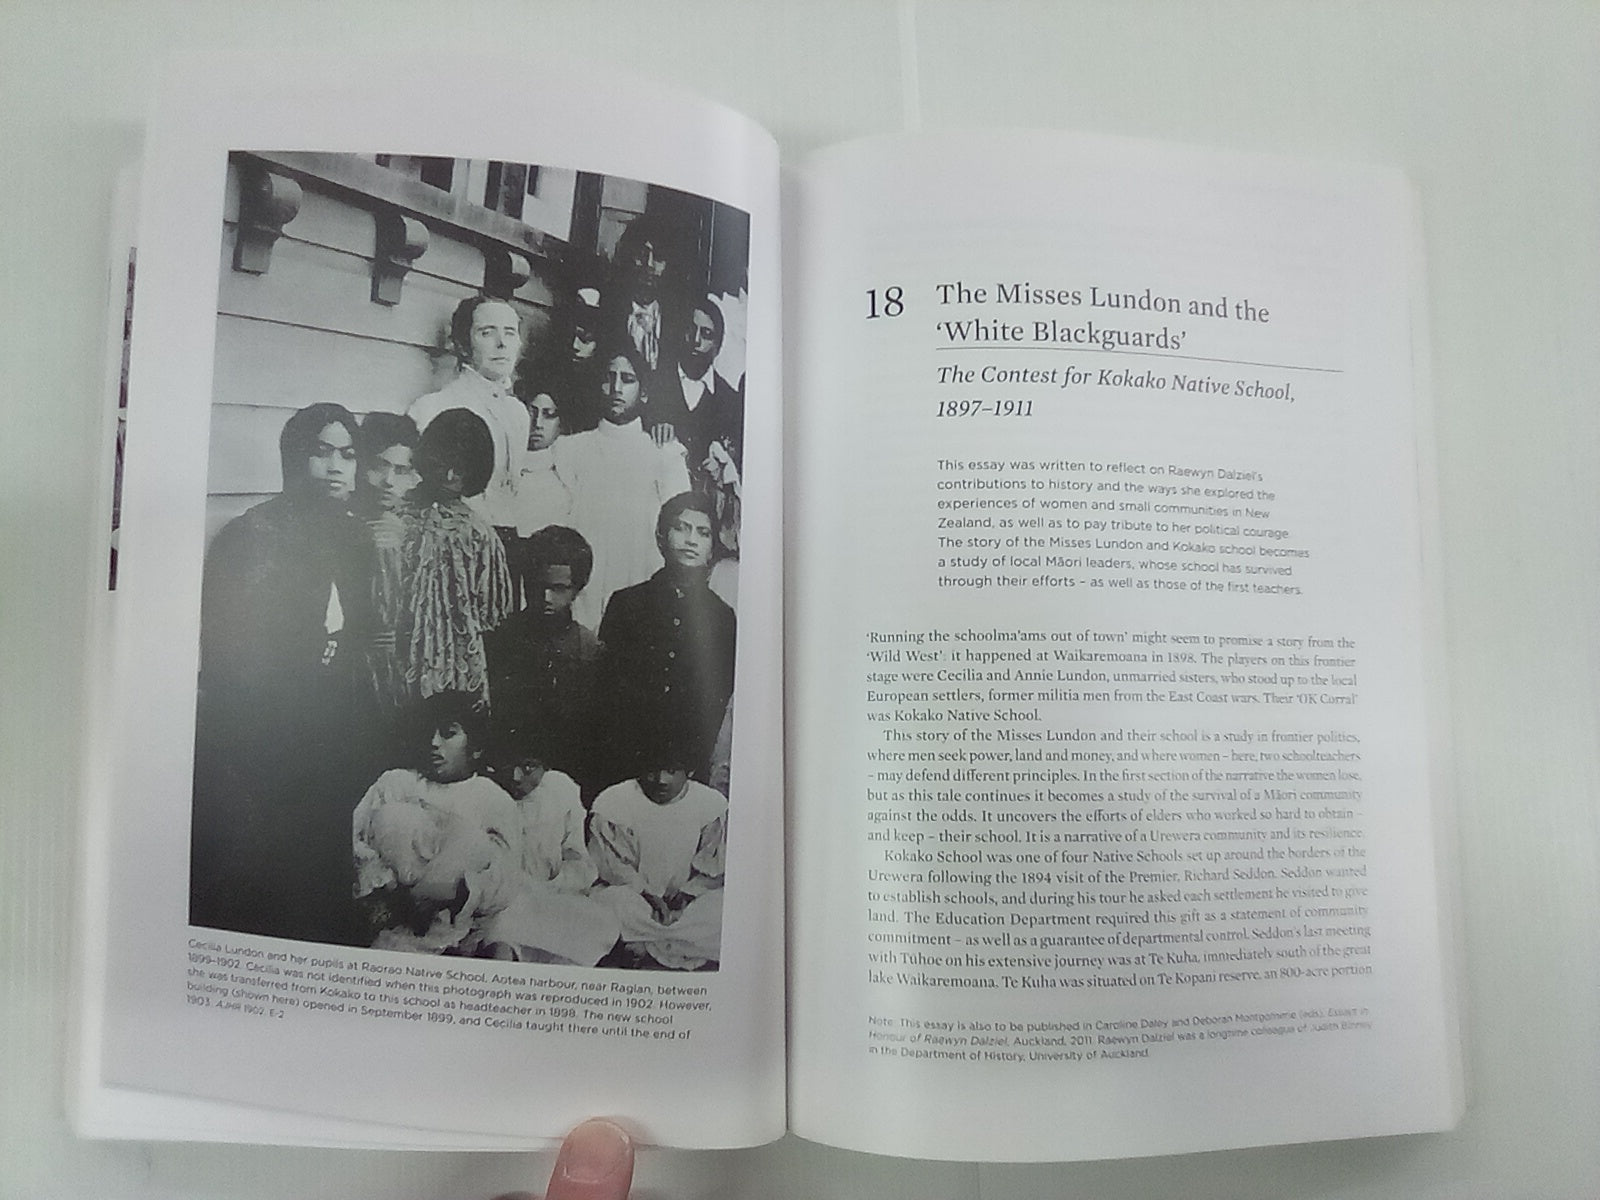 Cecilia Lundon and her pupils at Raorao Native School, Aotea harbour, near Raglan, between
1899–1902. Cecilia was not identified when this photograph was reproduced in 1902. However,
she was transferred from Kokako to this school as headteacher in 1898. The new school
building (shown here) opened in September 1899, and Cecilia taught there until the end of
1903. AJHR 1902, E-2
18 The Misses Lundon and the
‘White Blackguards’
The Contest for Kokako Native School,
1897–1911
This essay was written to reflect on Raewyn Dalziel's
contributions to history and the ways she explored the
experiences of women and small communities in New
Zealand, as well as to pay tribute to her political courage.
The story of the Misses Lundon and Kokako school becomes
a study of local Māori leaders, whose school has survived
through their efforts – as well as those of the first teachers.
‘Running the schoolma'ams out of town’ might seem to promise a story from the
‘Wild West’: it happened at Waikaremoana in 1898. The players on this frontier
stage were Cecilia and Annie Lundon, unmarried sisters, who stood up to the local
European settlers, former militia men from the East Coast wars. Their ‘OK Corral’
was Kokako Native School.
This story of the Misses Lundon and their school is a study in frontier politics,
where men seek power, land and money, and where women – here, two schoolteachers
– may defend different principles. In the first section of the narrative the women lose,
but as this tale continues it becomes a study of the survival of a Māori community
against the odds. It uncovers the efforts of elders who worked so hard to obtain –
and keep – their school. It is a narrative of a Urewera community and its resilience.
Kokako School was one of four Native Schools set up around the borders of the
Urewera following the 1894 visit of the Premier, Richard Seddon. Seddon wanted
to establish schools, and during his tour he asked each settlement he visited to give
land. The Education Department required this gift as a statement of community
commitment – as well as a guarantee of departmental control. Seddon's last meeting
with Tuhoe on his extensive journey was at Te Kuha, immediately south of the great
lake Waikaremoana. Te Kuha was situated on Te Kopani reserve, an 800-acre portion
Note: This essay is also to be published in Caroline Daley and Deborah Montgomerie (eds), Essays in
Honour of Raewyn Dalziel, Auckland, 2011. Raewyn Dalziel was a longtime colleague of Judith Binney
in the Department of History, University of Auckland.